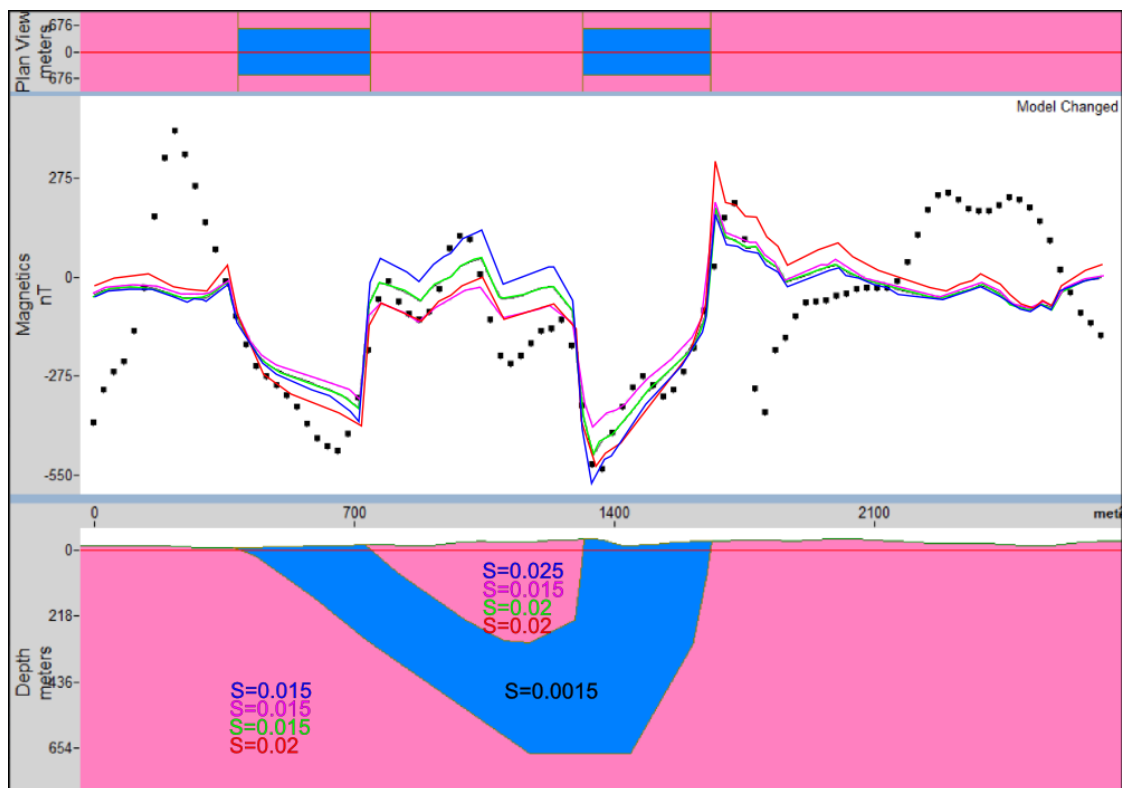 Plan View
meters
-676-
0-
676-
Model Changed
Magnetics
nT
275-
0-
-275-
-550-
0
700
1400
2100
Depth
meters
0-
218-
436-
654-
S=0.025
S=0.015
S=0.02
S=0.02
S=0.015
S=0.015
S=0.015
S=0.02
S=0.0015